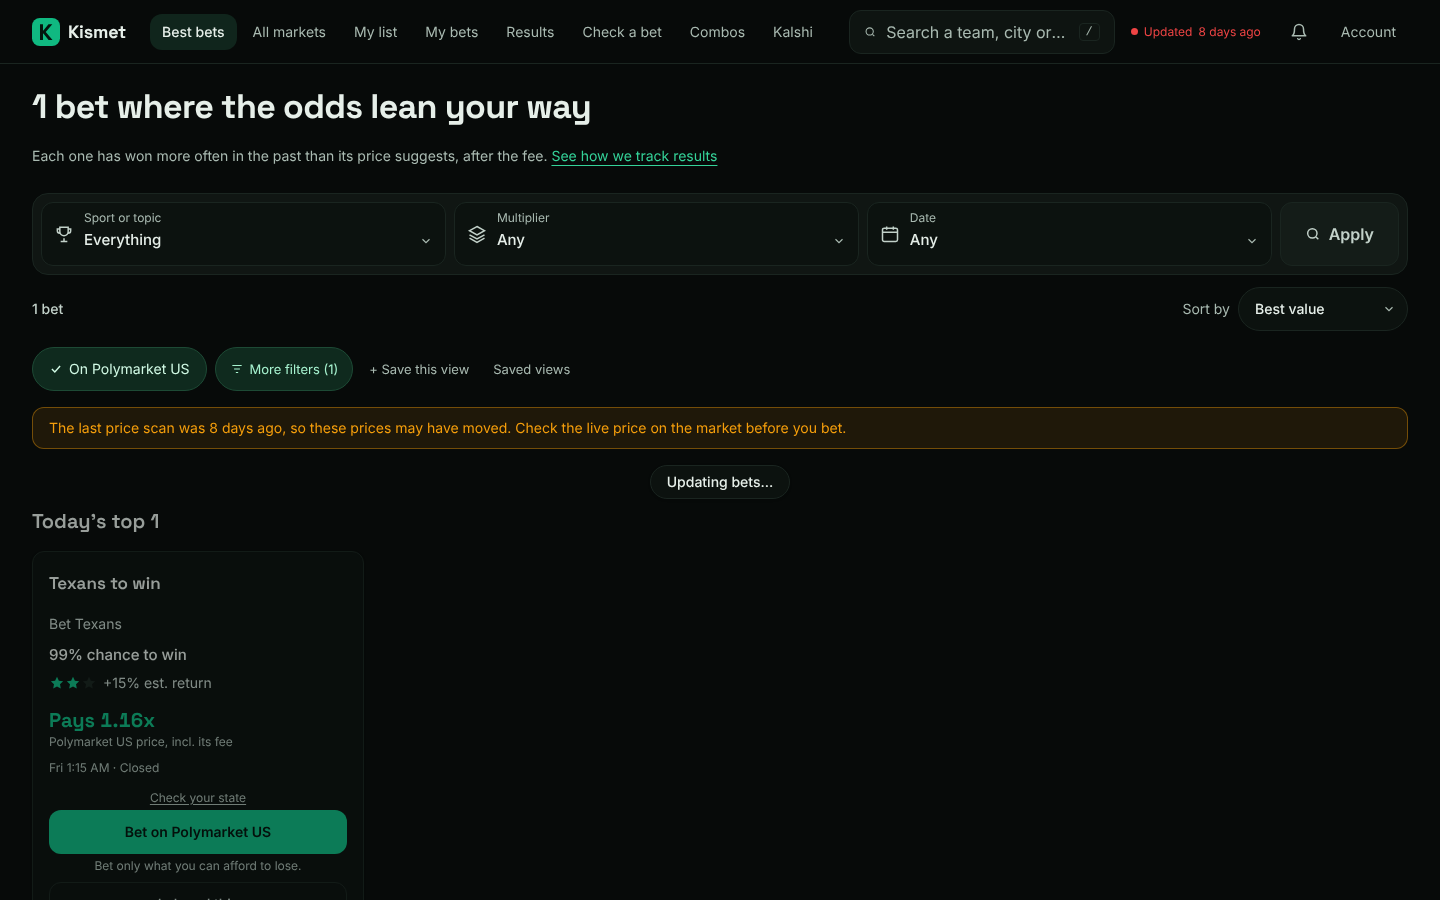 K Kismet
Best bets
All markets
My list
My bets
Results
Check a bet
Combos
Kalshi
Search a team, city or...
/
Updated 8 days ago
Account
1 bet where the odds lean your way
Each one has won more often in the past than its price suggests, after the fee. See how we track results
Sport or topic
Everything
Multiplier
Any
Date
Any
Apply
1 bet
Sort by
Best value
On Polymarket US
More filters (1)
+ Save this view
Saved views
The last price scan was 8 days ago, so these prices may have moved. Check the live price on the market before you bet.
Updating bets...
Today's top 1
Texans to win
Bet Texans
99% chance to win
+15% est. return
Pays 1.16x
Polymarket US price, incl. its fee
Fri 1:15 AM · Closed
Check your state
Bet on Polymarket US
Bet only what you can afford to lose.